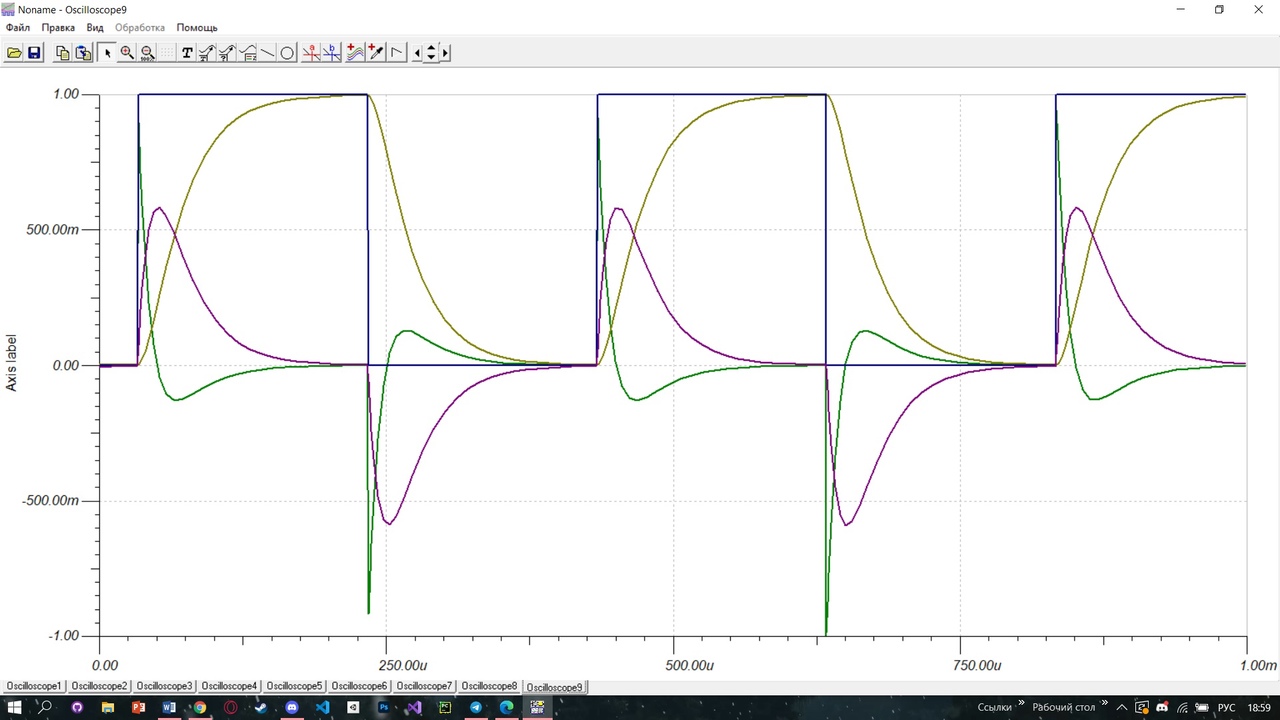 Noname - Oscilloscope9
Файл Правка Вид Обработка Помощь
1.00
500.00m
0.00
-500.00m
-1.00
Axis label
0.00 250.00u 500.00u 750.00u 1.00m
Oscilloscope1 Oscilloscope2 Oscilloscope3 Oscilloscope4 Oscilloscope5 Oscilloscope6 Oscilloscope7 Oscilloscope8 Oscilloscope9
Ссылки » Рабочий стол » РУС 18:59